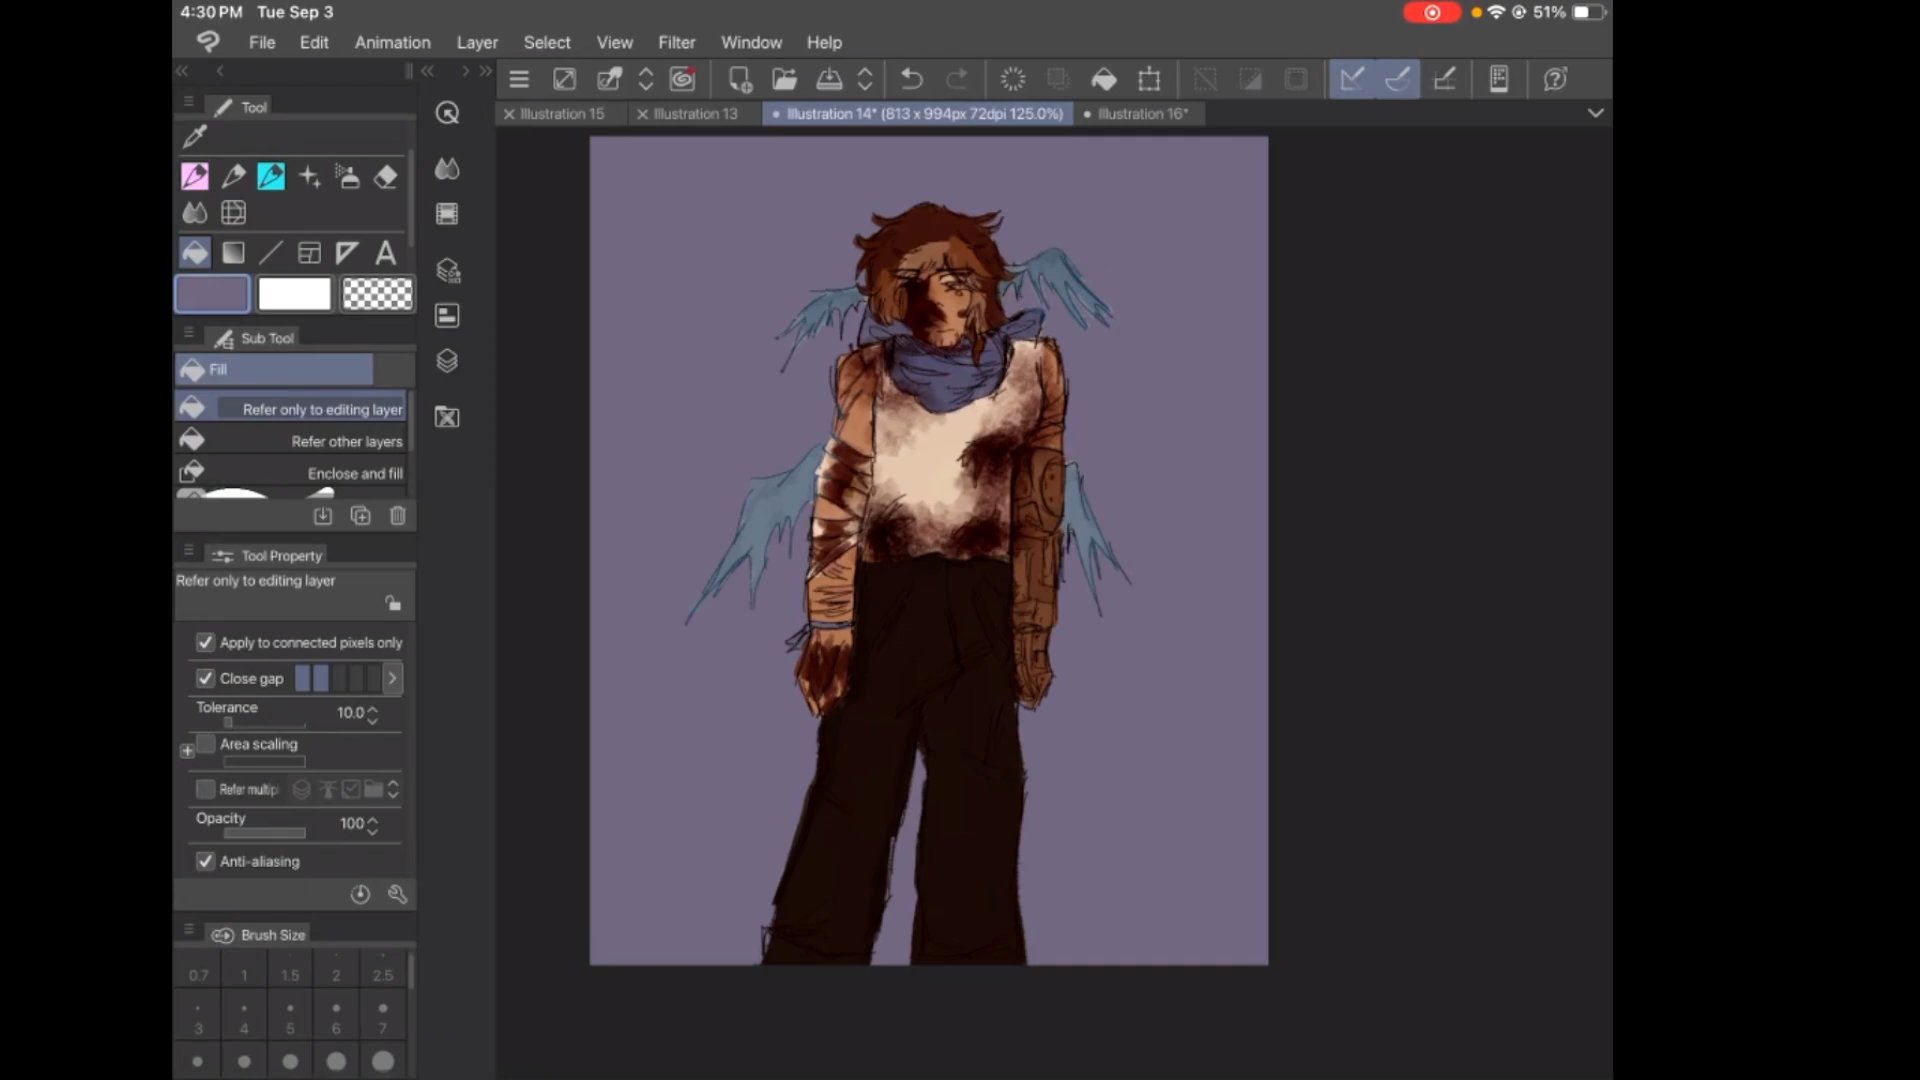 4:30 PM Tue Sep 3
51%
File Edit Animation Layer Select View Filter Window Help
Tool
Illustration 15
Illustration 13
Illustration 14* (813 x 994px 72dpi 125.0%)
Illustration 16*
A
Sub Tool
Fill
Refer only to editing layer
Refer other layers
Enclose and fill
Tool Property
Refer only to editing layer
Apply to connected pixels only
Close gap
Tolerance 10.0
Area scaling
Refer multip
Opacity 100
Anti-aliasing
Brush Size
0.7 1 1.5 2 2.5
3 4 5 6 7